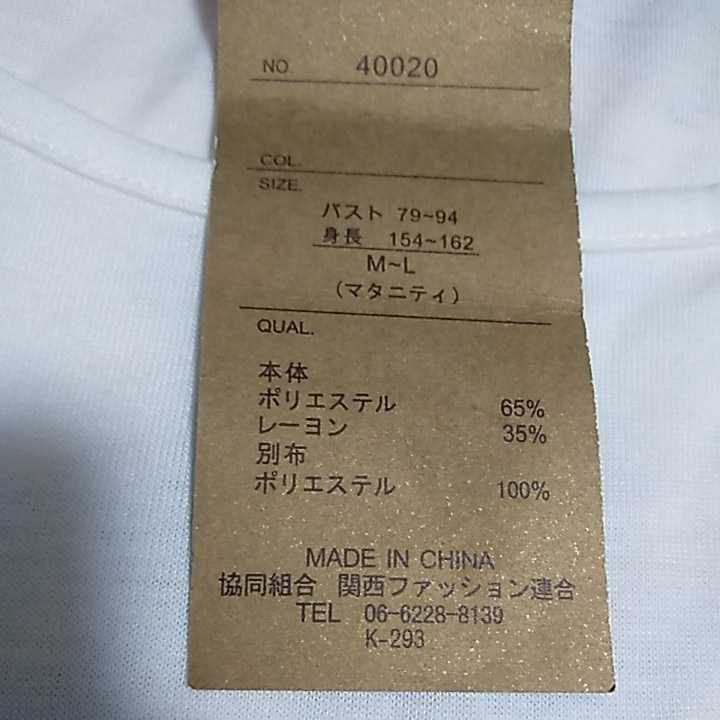 NO 40020
COL.
SIZE.
バスト 79~94
身長 154~162
M~L
(マタニティ)
QUAL.
本体
ポリエステル 65%
レーヨン 35%
別布
ポリエステル 100%
MADE IN CHINA
協同組合 関西ファッション連合
TEL 06-6228-8139
K-293